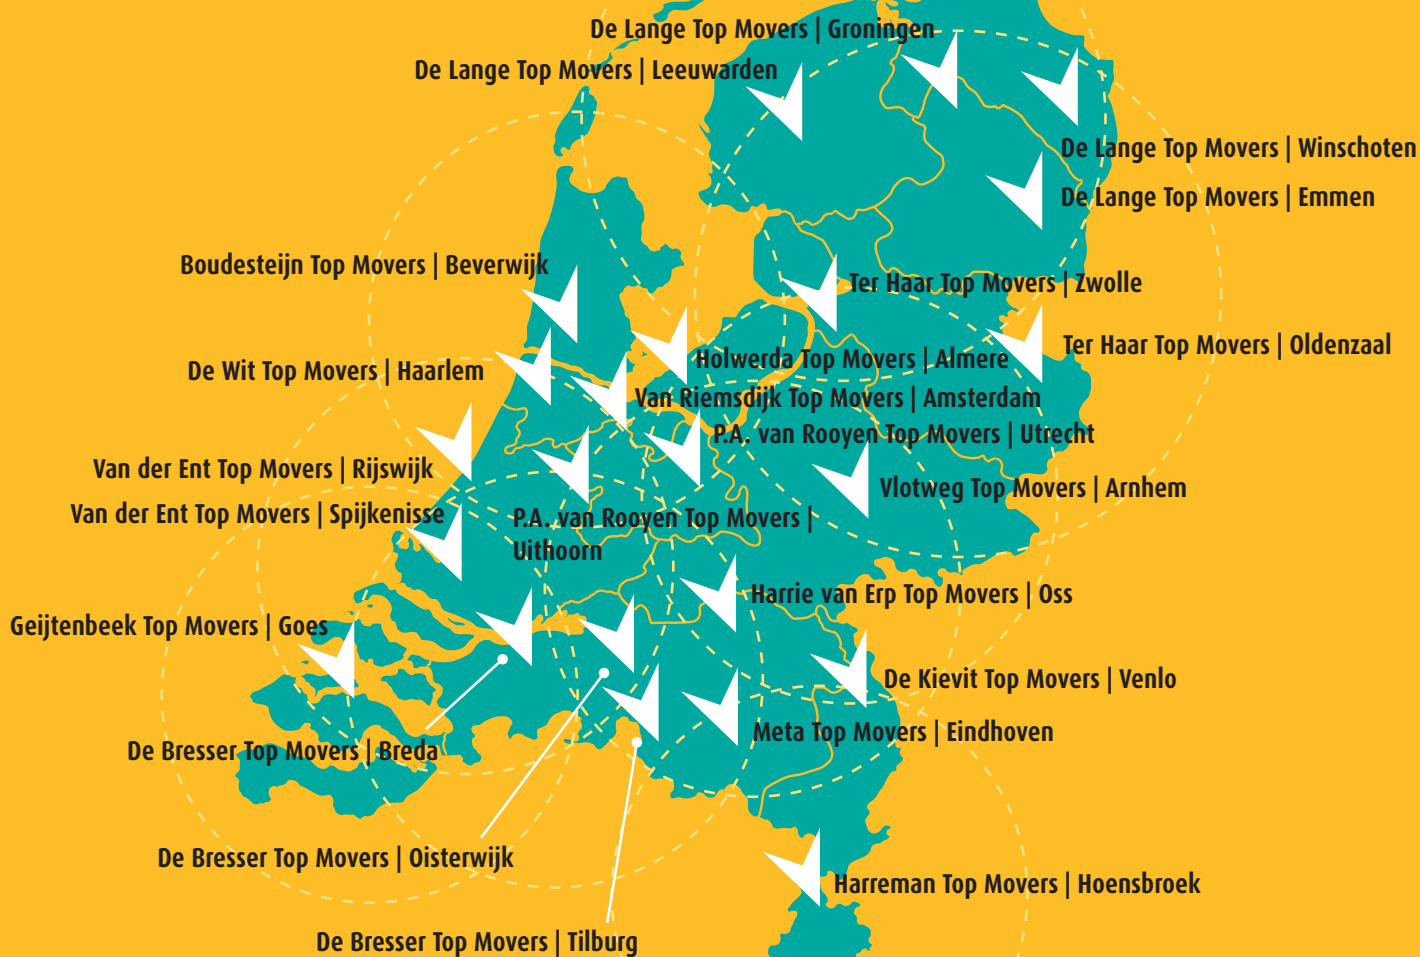 De Lange Top Movers | Groningen
De Lange Top Movers | Leeuwarden
De Lange Top Movers | Winschoten
De Lange Top Movers | Emmen
Boudesteijn Top Movers | Beverwijk
Ter Haar Top Movers | Zwolle
Ter Haar Top Movers | Oldenzaal
Holwerda Top Movers | Almere
De Wit Top Movers | Haarlem
Van Riemsdijk Top Movers | Amsterdam
P.A. van Rooyen Top Movers | Utrecht
Van der Ent Top Movers | Rijswijk
Vlotweg Top Movers | Arnhem
Van der Ent Top Movers | Spijkenisse
P.A. van Rooyen Top Movers |
Uithoorn
Harrie van Erp Top Movers | Oss
Geijtenbeek Top Movers | Goes
De Kievit Top Movers | Venlo
Meta Top Movers | Eindhoven
De Bresser Top Movers | Breda
De Bresser Top Movers | Oisterwijk
Harreman Top Movers | Hoensbroek
De Bresser Top Movers | Tilburg